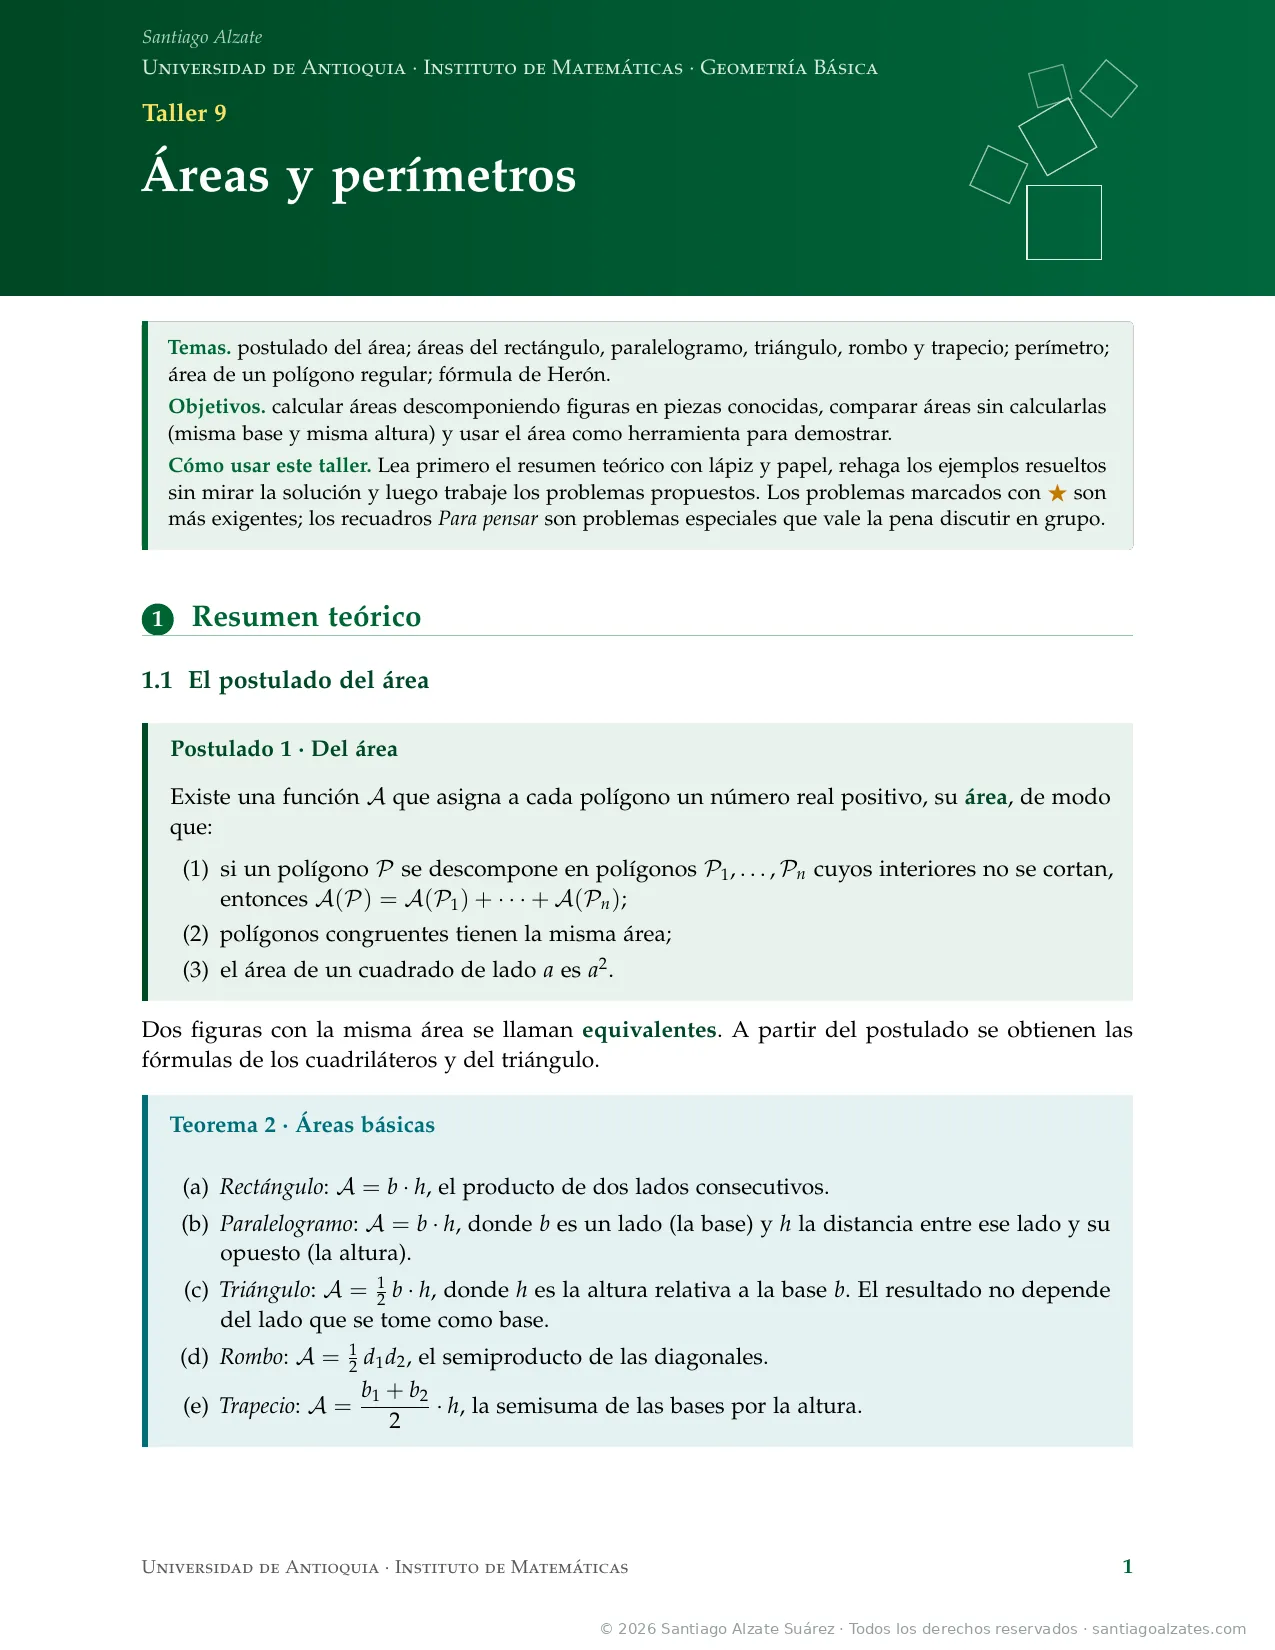 Santiago Alzate
Universidad de Antioquia · Instituto de Matemáticas · Geometría Básica
Taller 9
Áreas y perímetros
Temas. postulado del área; áreas del rectángulo, paralelogramo, triángulo, rombo y trapecio; perímetro;
área de un polígono regular; fórmula de Herón.
Objetivos. calcular áreas descomponiendo figuras en piezas conocidas, comparar áreas sin calcularlas
(misma base y misma altura) y usar el área como herramienta para demostrar.
Cómo usar este taller. Lea primero el resumen teórico con lápiz y papel, rehaga los ejemplos resueltos
sin mirar la solución y luego trabaje los problemas propuestos. Los problemas marcados con ★ son
más exigentes; los recuadros Para pensar son problemas especiales que vale la pena discutir en grupo.
1 Resumen teórico
1.1 El postulado del área
Postulado 1 · Del área
Existe una función 𝒜 que asigna a cada polígono un número real positivo, su área, de modo
que:
(1) si un polígono 𝒫 se descompone en polígonos 𝒫₁, . . . , 𝒫ₙ cuyos interiores no se cortan,
entonces 𝒜(𝒫) = 𝒜(𝒫₁) + · · · + 𝒜(𝒫ₙ);
(2) polígonos congruentes tienen la misma área;
(3) el área de un cuadrado de lado a es a².
Dos figuras con la misma área se llaman equivalentes. A partir del postulado se obtienen las
fórmulas de los cuadriláteros y del triángulo.
Teorema 2 · Áreas básicas
(a) Rectángulo: 𝒜 = b · h, el producto de dos lados consecutivos.
(b) Paralelogramo: 𝒜 = b · h, donde b es un lado (la base) y h la distancia entre ese lado y su
opuesto (la altura).
(c) Triángulo: 𝒜 = ½ b · h, donde h es la altura relativa a la base b. El resultado no depende
del lado que se tome como base.
(d) Rombo: 𝒜 = ½ d₁d₂, el semiproducto de las diagonales.
(e) Trapecio: 𝒜 = (b₁ + b₂)/2 · h, la semisuma de las bases por la altura.
Universidad de Antioquia · Instituto de Matemáticas 1
© 2026 Santiago Alzate Suárez · Todos los derechos reservados · santiagoalzates.com